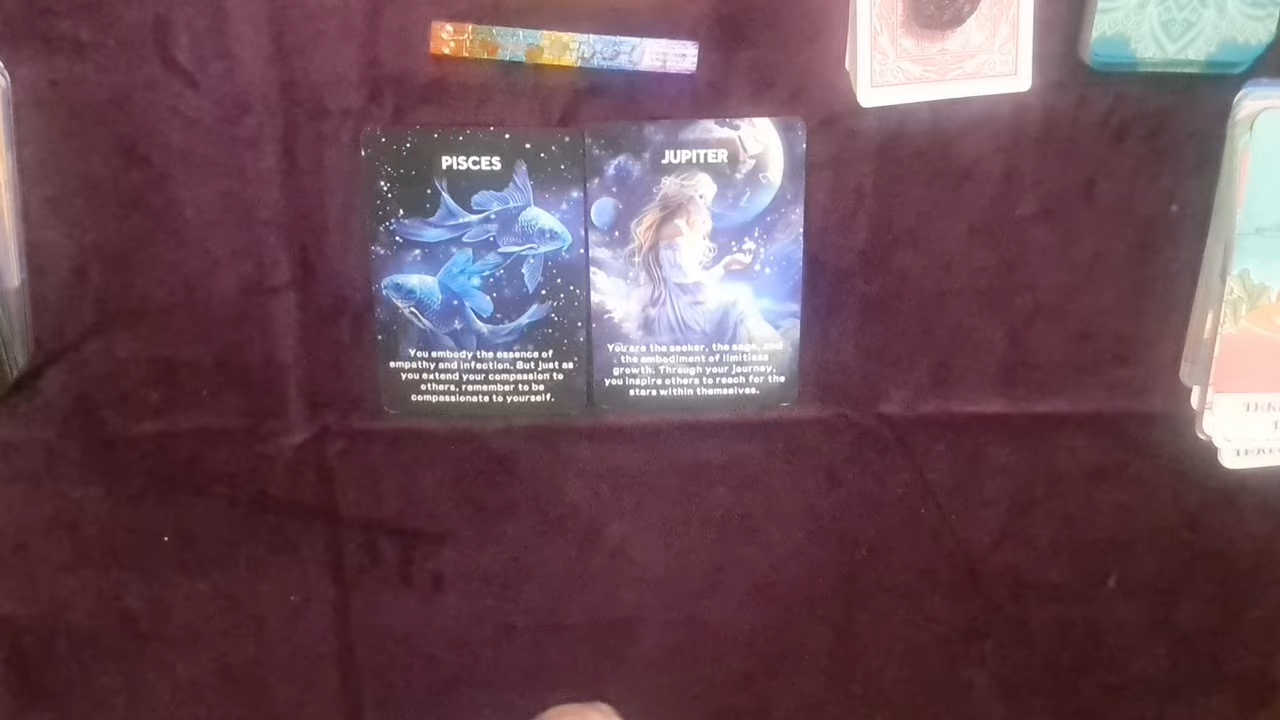 PISCES
You embody the essence of
empathy and infection. But just as
you extend your compassion to
others, remember to be
compassionate to yourself.
JUPITER
You are the seeker, the sage, and
the embodiment of limitless
growth. Through your journey,
you inspire others to reach for the
stars within themselves.